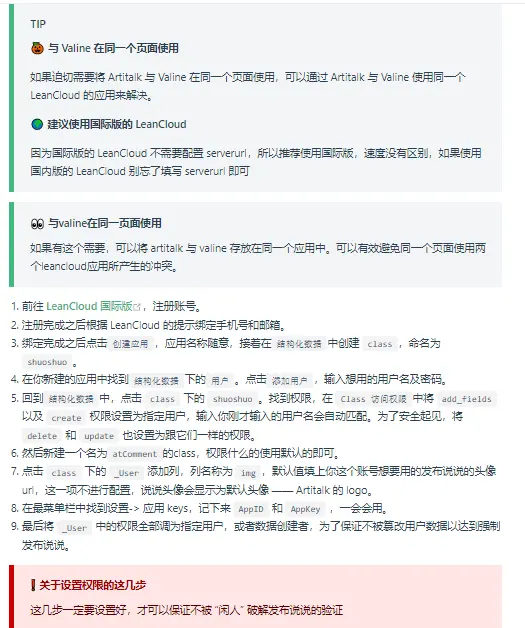 TIP
🎃 与 Valine 在同一个页面使用
如果迫切需要将 Artitalk 与 Valine 在同一个页面使用，可以通过 Artitalk 与 Valine 使用同一个
LeanCloud 的应用来解决。
🌍 建议使用国际版的 LeanCloud
因为国际版的 LeanCloud 不需要配置 serverurl，所以推荐使用国际版，速度没有区别，如果使用
国内版的 LeanCloud 别忘了填写 serverurl 即可
👀 与valine在同一页面使用
如果有这个需要，可以将 artitalk 与 valine 存放在同一个应用中。可以有效避免同一个页面使用两
个leancloud应用所产生的冲突。
1. 前往 LeanCloud 国际版，注册账号。
2. 注册完成之后根据 LeanCloud 的提示绑定手机号和邮箱。
3. 绑定完成之后点击 创建应用 ，应用名称随意，接着在 结构化数据 中创建 class ，命名为
shuoshuo 。
4. 在你新建的应用中找到 结构化数据 下的 用户 。点击 添加用户 ，输入想用的用户名及密码。
5. 回到 结构化数据 中，点击 class 下的 shuoshuo 。找到权限，在 Class 访问权限 中将 add_fields
以及 create 权限设置为指定用户，输入你刚才输入的用户名会自动匹配。为了安全起见，将
delete 和 update 也设置为跟它们一样的权限。
6. 然后新建一个名为 atComment 的class，权限什么的使用默认的即可。
7. 点击 class 下的 _User 添加列，列名称为 img ，默认值填上你这个账号想要用的发布说说的头像
url，这一项不进行配置，说说头像会显示为默认头像 —— Artitalk 的 logo。
8. 在最菜单栏中找到设置-> 应用 keys，记下来 AppID 和 AppKey ，一会会用。
9. 最后将 _User 中的权限全部调为指定用户，或者数据创建者，为了保证不被篡改用户数据以达到强制
发布说说。
❗关于设置权限的这几步
这几步一定要设置好，才可以保证不被 “闲人” 破解发布说说的验证